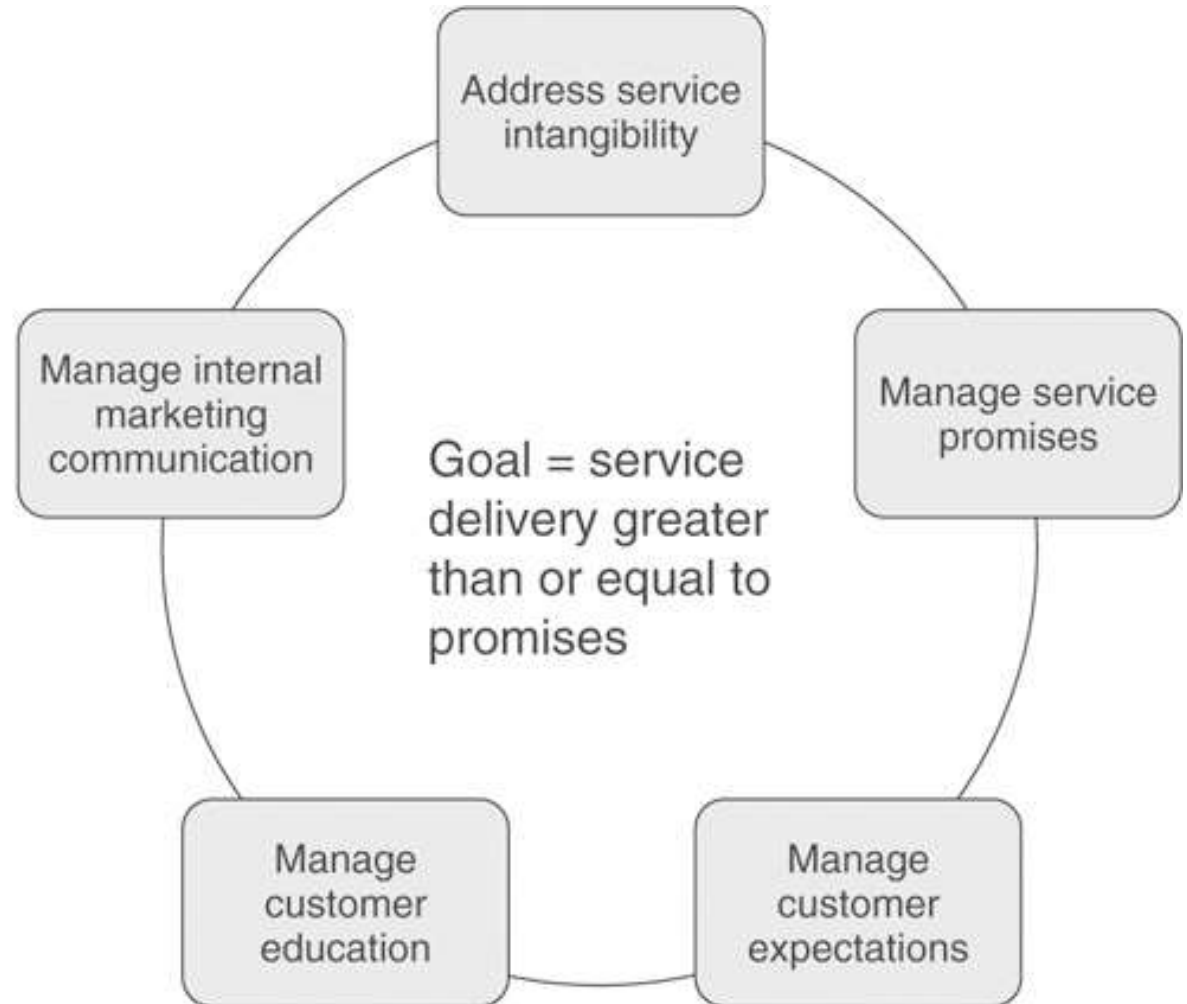 Address service
intangibility
Manage service
promises
Manage customer
expectations
Manage
customer
education
Manage internal
marketing
communication
Goal = service
delivery greater
than or equal to
promises